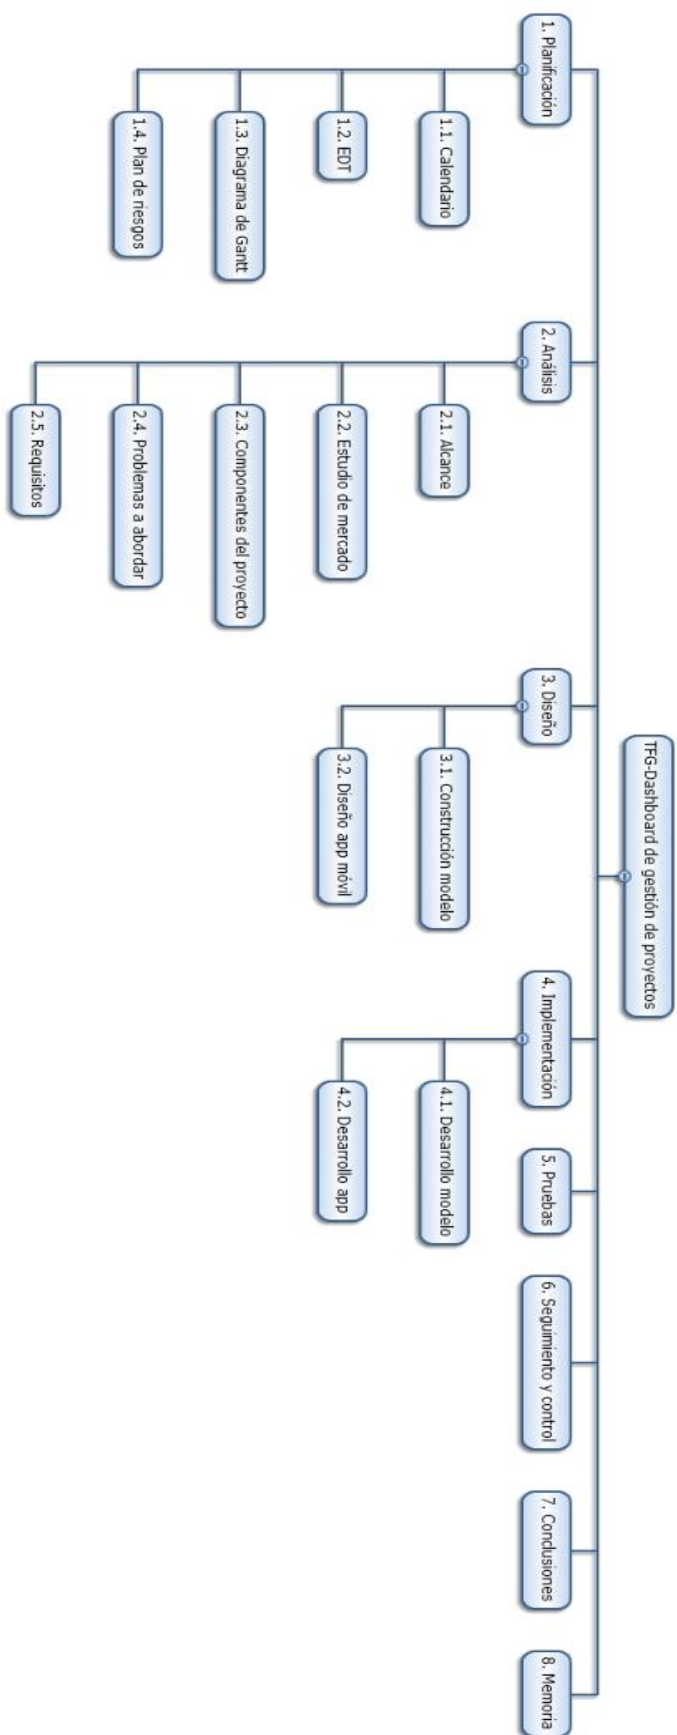 TFG-Dashboard de gestión de proyectos
1. Planificación
1.1. Calendario
1.2. EDT
1.3. Diagrama de Gantt
1.4. Plan de riesgos
2. Análisis
2.1. Alcance
2.2. Estudio de mercado
2.3. Componentes del proyecto
2.4. Problemas a abordar
2.5. Requisitos
3. Diseño
3.1. Construcción modelo
3.2. Diseño app móvil
4. Implementación
4.1. Desarrollo modelo
4.2. Desarrollo app
5. Pruebas
6. Seguimiento y control
7. Conclusiones
8. Memoria